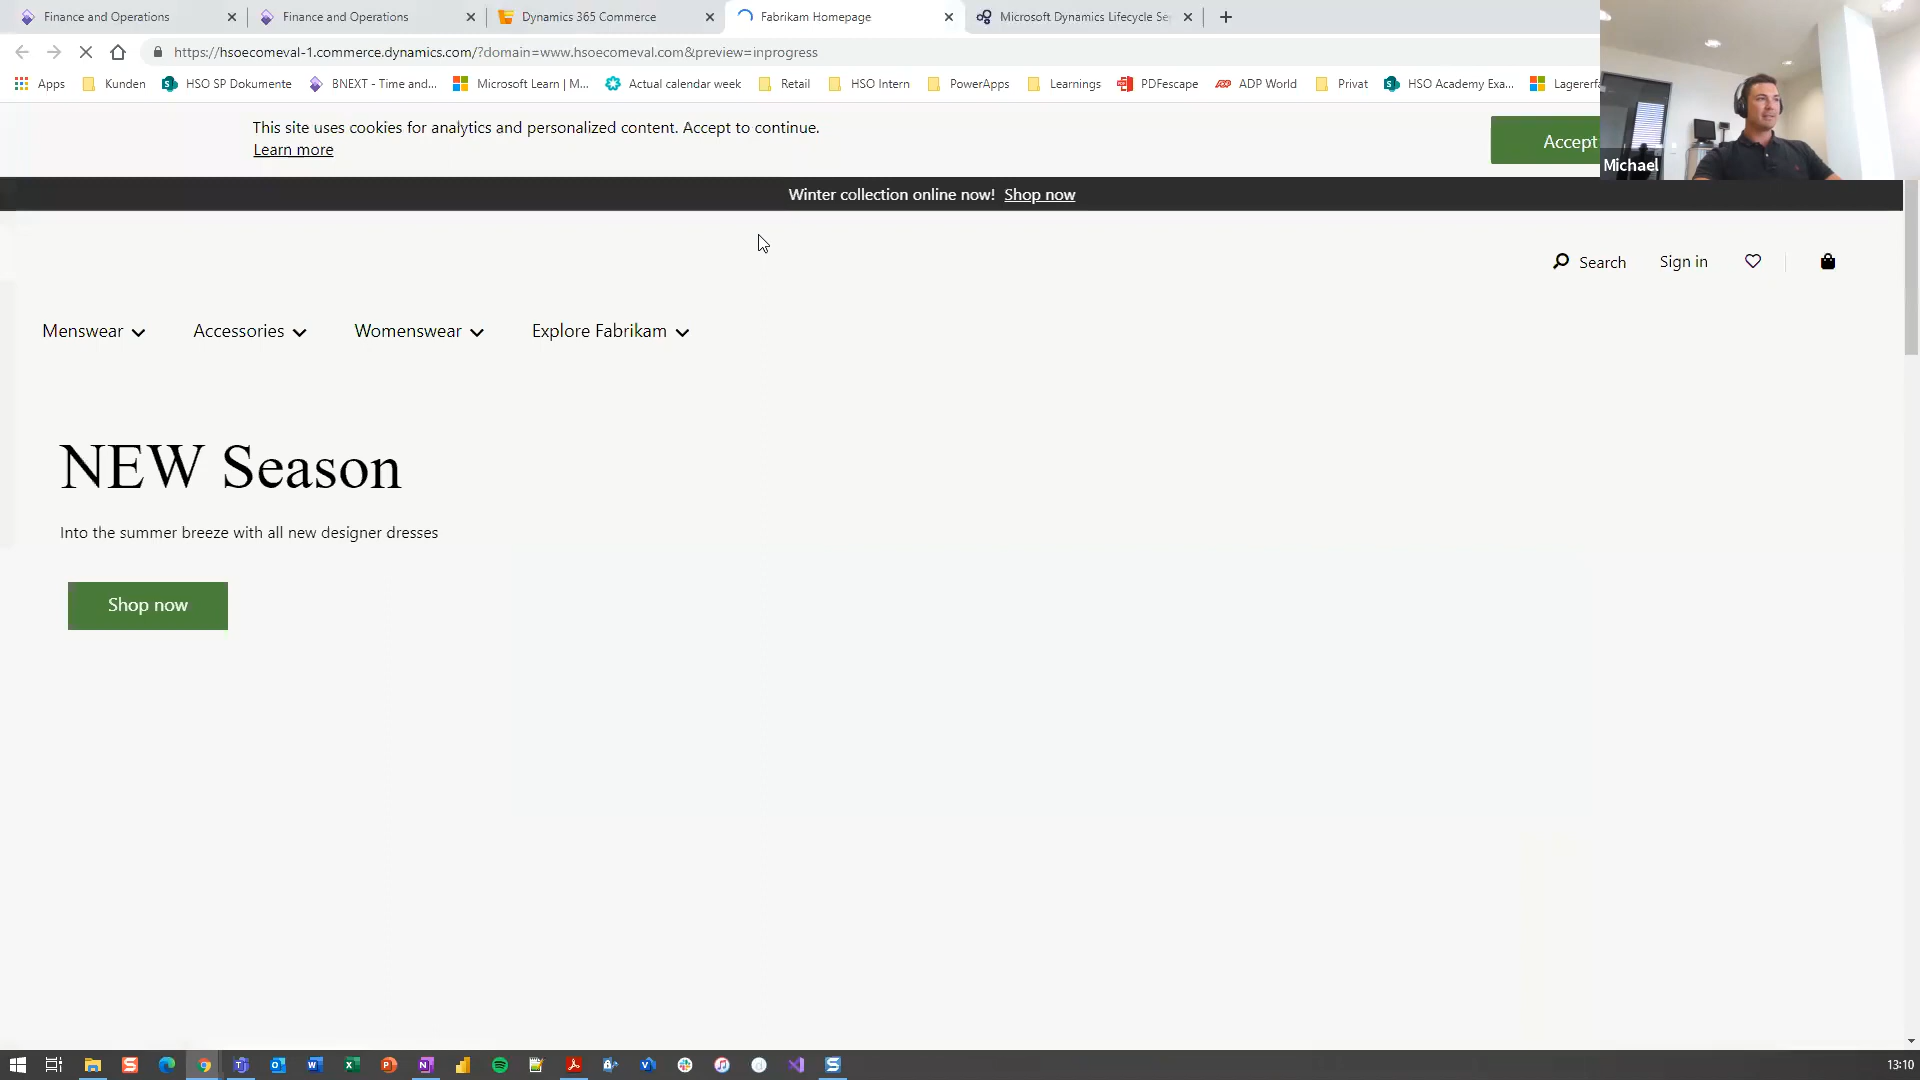 Finance and Operations
Finance and Operations
Dynamics 365 Commerce
Fabrikam Homepage
Microsoft Dynamics Lifecycle Se
https://hsoecomeval-1.commerce.dynamics.com/?domain=www.hsoecomeval.com&preview=inprogress
Apps
Kunden
HSO SP Dokumente
BNEXT - Time and...
Microsoft Learn | M...
Actual calendar week
Retail
HSO Intern
PowerApps
Learnings
PDFescape
ADP World
Privat
HSO Academy Exa...
Lagererfa
This site uses cookies for analytics and personalized content. Accept to continue.
Learn more
Accept
Michael
Winter collection online now! Shop now
Search
Sign in
Menswear
Accessories
Womenswear
Explore Fabrikam
NEW Season
Into the summer breeze with all new designer dresses
Shop now
13:10